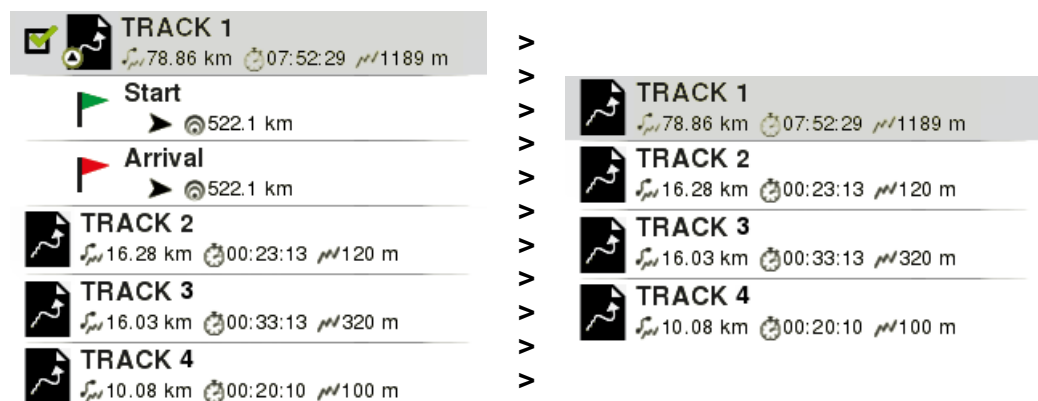 TRACK 1
78.86 km 07:52:29 1189 m
Start
522.1 km
Arrival
522.1 km
TRACK 2
16.28 km 00:23:13 120 m
TRACK 3
16.03 km 00:33:13 320 m
TRACK 4
10.08 km 00:20:10 100 m
>
>
>
>
>
>
>
>
>
>
>
TRACK 1
78.86 km 07:52:29 1189 m
TRACK 2
16.28 km 00:23:13 120 m
TRACK 3
16.03 km 00:33:13 320 m
TRACK 4
10.08 km 00:20:10 100 m